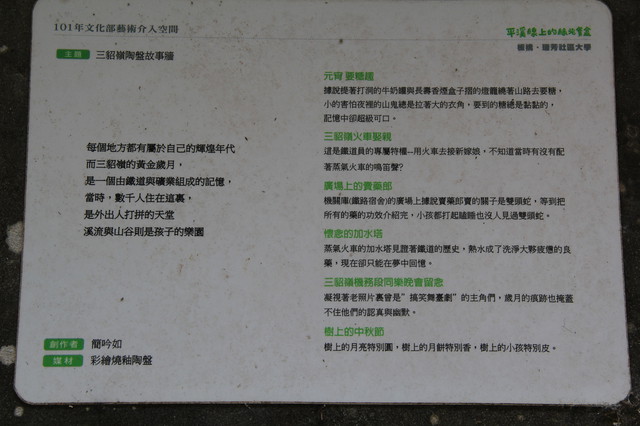 101年文化部藝術介入空間
平溪線上的綠光寶盒
主題 三貂嶺陶盤故事牆
每個地方都有屬於自己的輝煌年代
而三貂嶺的黃金歲月，
是一個由鐵道與礦業組成的記憶，
當時，數千人住在這裏，
是外出人打拼的天堂
溪流與山谷則是孩子的樂園
創作者 簡吟如
媒材 彩繪燒釉陶盤
元宵 要糖趣
據說提著打洞的牛奶罐與長壽香煙盒子摺的燈籠繞著山路去要糖，
小的害怕夜裡的山鬼總是拉著大的衣角，要到的糖總是黏黏的，
記憶中卻超級可口。
三貂嶺火車娶親
這是鐵道員的專屬特權--用火車去接新嫁娘，不知道當時有沒有配
著蒸氣火車的鳴笛聲?
廣場上的賣藥郎
機關庫(鐵路宿舍)的廣場上據說賣藥郎賣的關子是雙頭蛇，等到把
所有的藥的功效介紹完，小孩都打起瞌睡也沒人見過雙頭蛇。
懷念的加水塔
蒸氣火車的加水塔見證著鐵道的歷史，熱水成了洗淨大夥疲憊的良
藥，現在卻只能在夢中回憶。
三貂嶺機務段同樂晚會留念
凝視著老照片裏曾是"搞笑舞臺劇"的主角們，歲月的痕跡也掩蓋
不住他們的認真與幽默。
樹上的中秋節
樹上的月亮特別圓，樹上的月餅特別香，樹上的小孩特別皮。